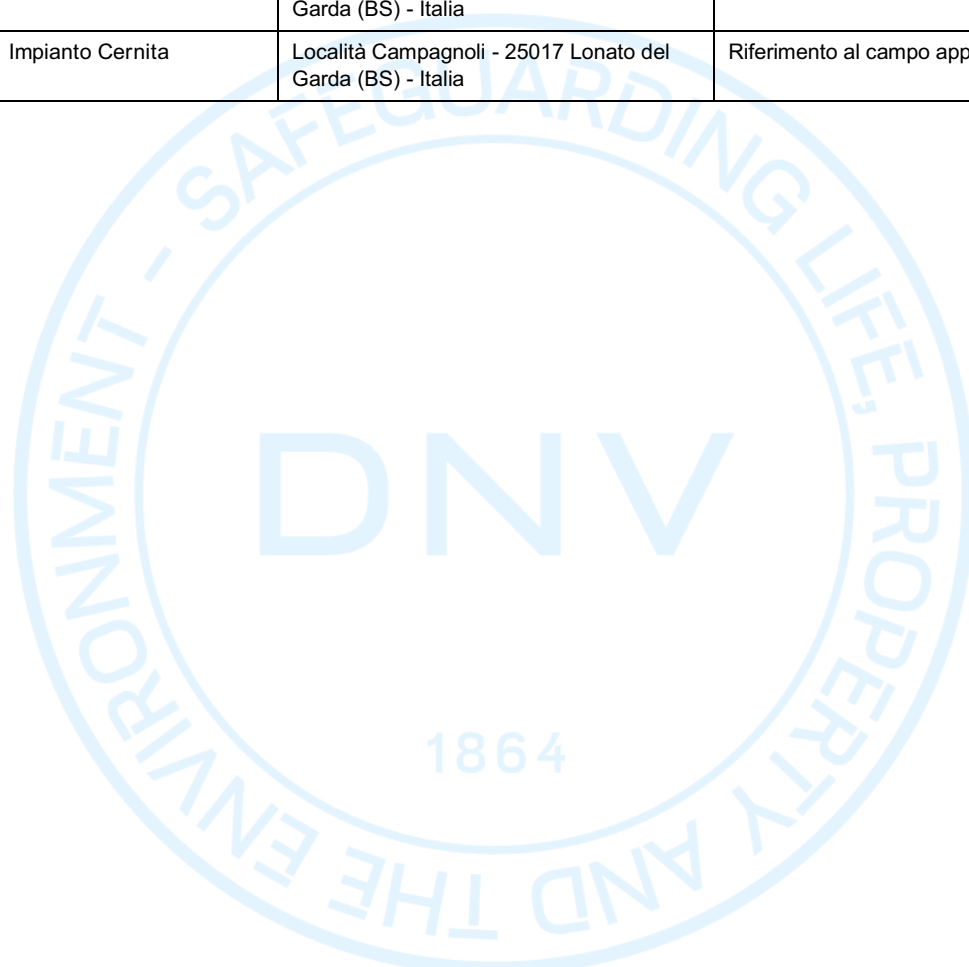 Garda (BS) - Italia
Impianto Cernita
Località Campagnoli - 25017 Lonato del
Garda (BS) - Italia
Riferimento al campo app
SAFEGUARDING LIFE, PROPERTY AND THE ENVIRONMENT -
DNV
1864